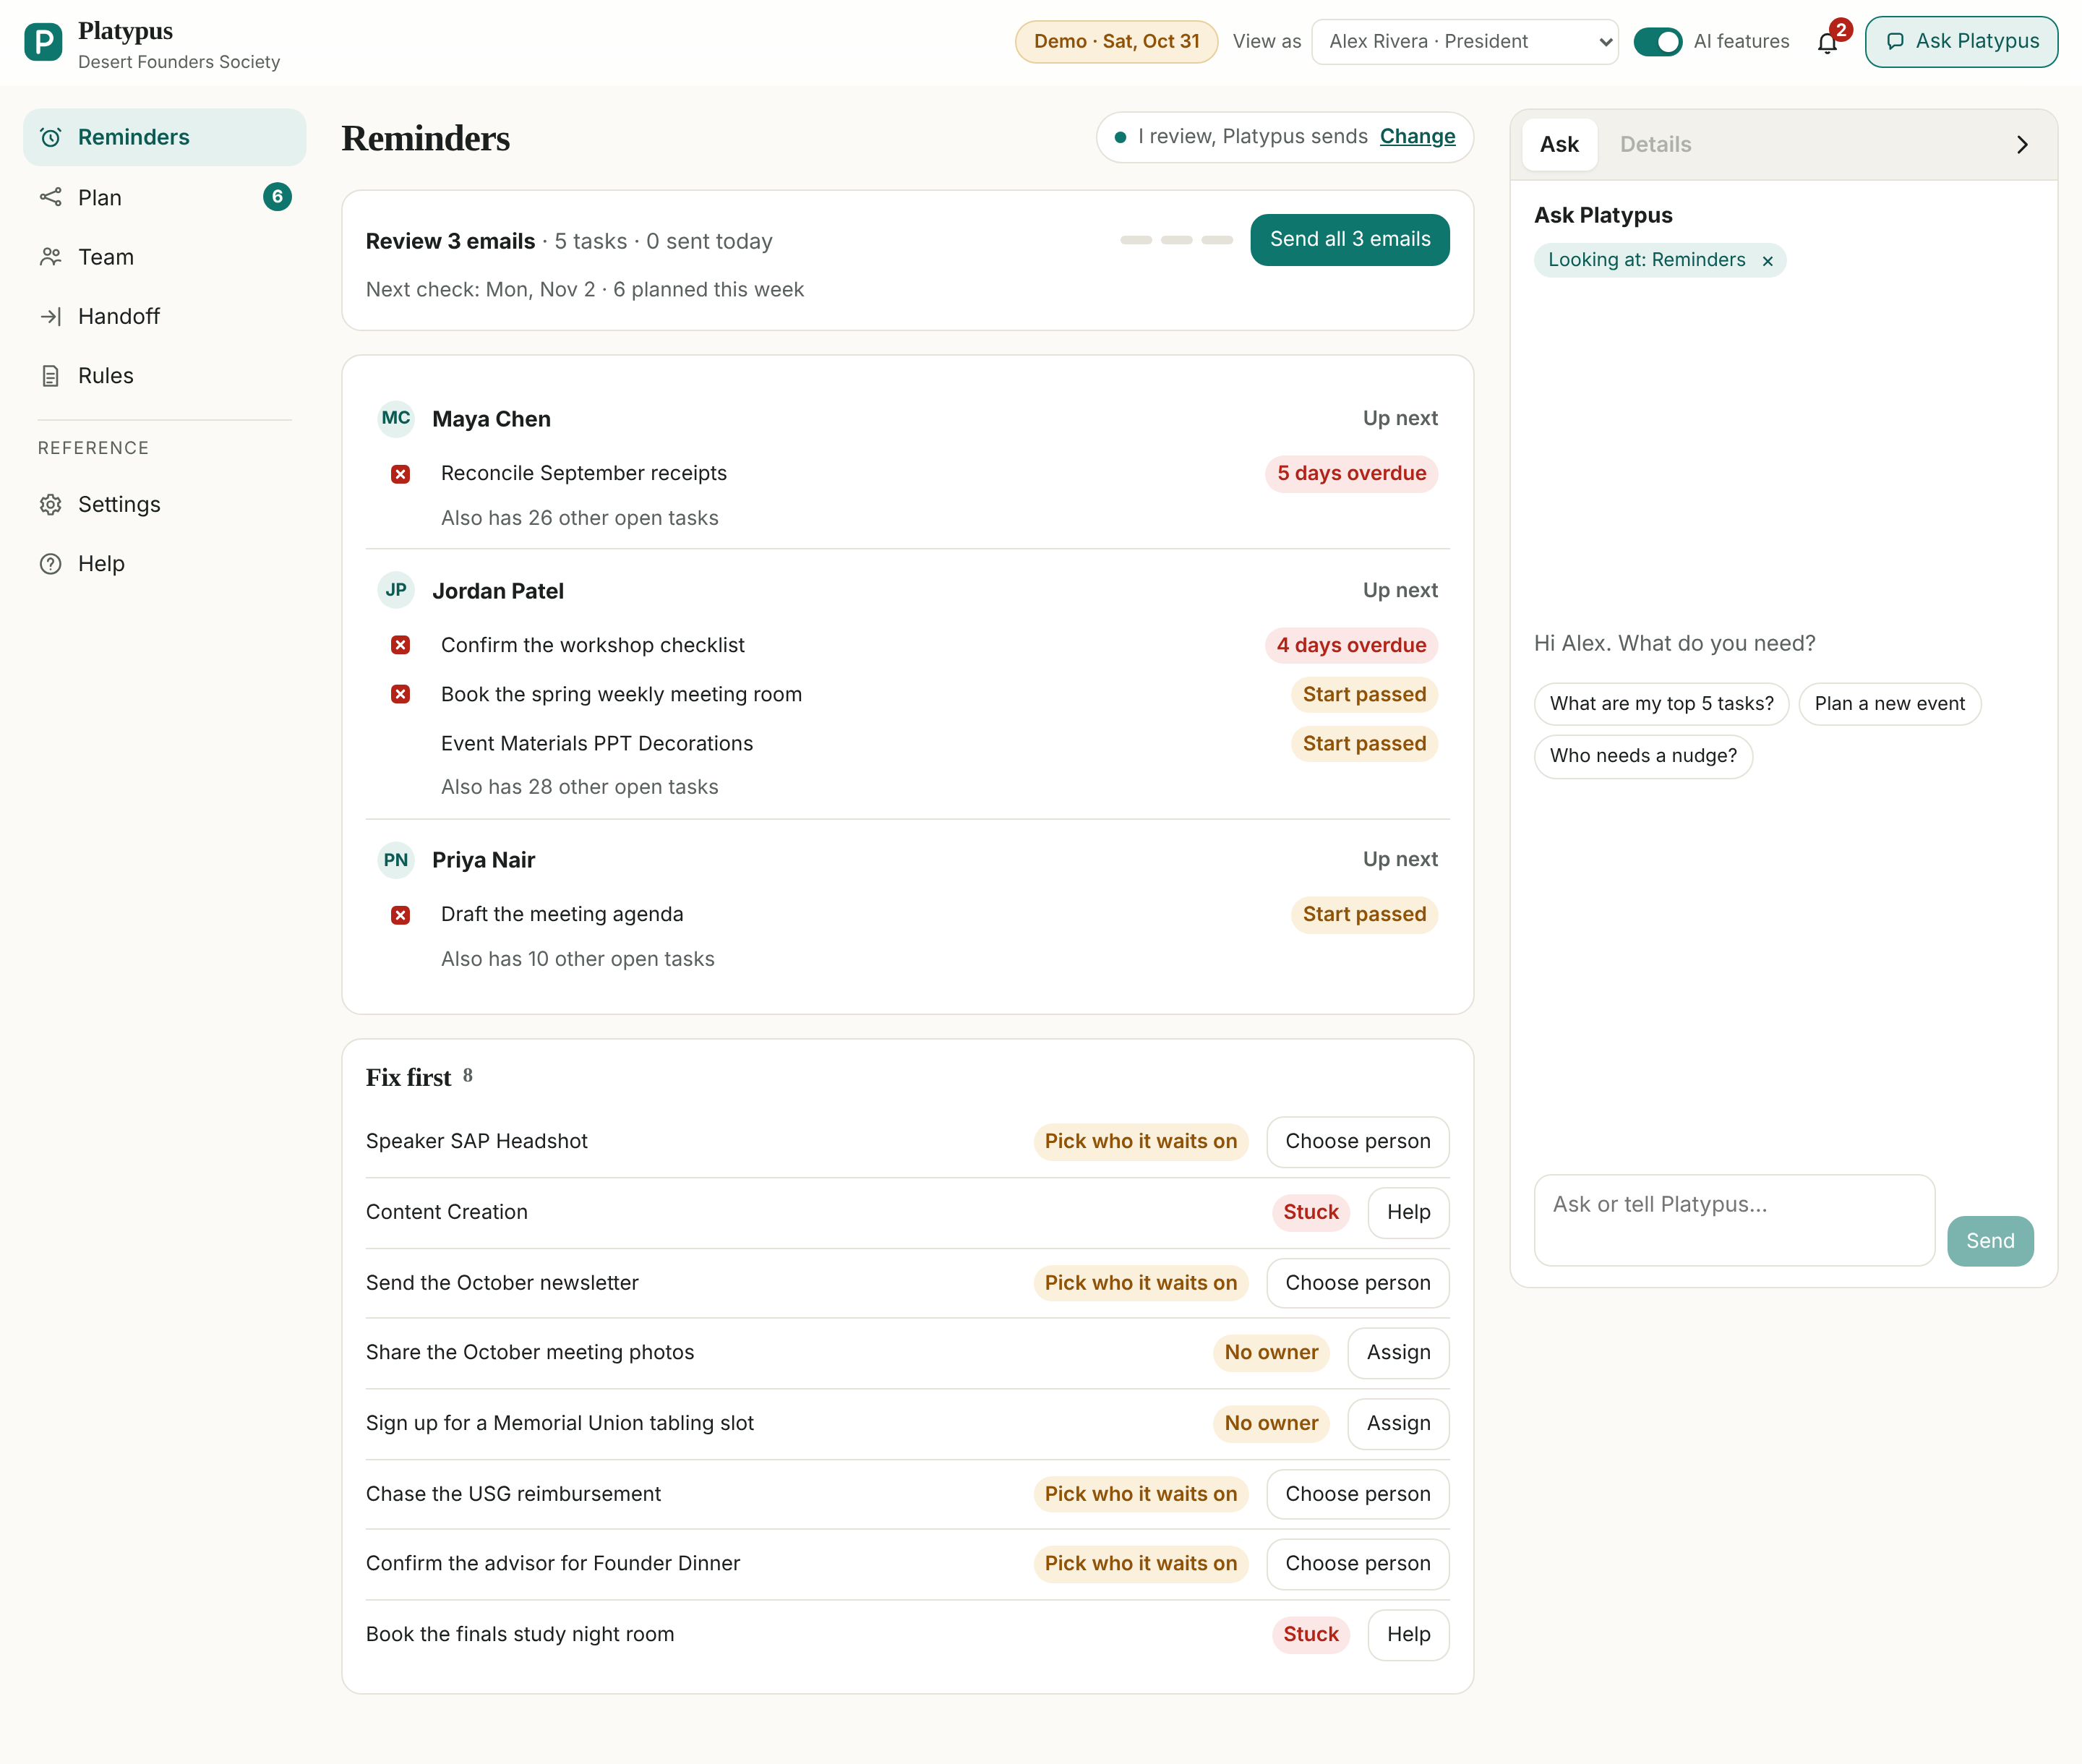 Platypus
Desert Founders Society
Demo · Sat, Oct 31
View as
Alex Rivera · President
AI features
2
Ask Platypus
Reminders
Plan
6
Team
Handoff
Rules
REFERENCE
Settings
Help
Reminders
I review, Platypus sends Change
Review 3 emails · 5 tasks · 0 sent today
Send all 3 emails
Next check: Mon, Nov 2 · 6 planned this week
MC Maya Chen Up next
Reconcile September receipts 5 days overdue
Also has 26 other open tasks
JP Jordan Patel Up next
Confirm the workshop checklist 4 days overdue
Book the spring weekly meeting room Start passed
Event Materials PPT Decorations Start passed
Also has 28 other open tasks
PN Priya Nair Up next
Draft the meeting agenda Start passed
Also has 10 other open tasks
Fix first 8
Speaker SAP Headshot Pick who it waits on Choose person
Content Creation Stuck Help
Send the October newsletter Pick who it waits on Choose person
Share the October meeting photos No owner Assign
Sign up for a Memorial Union tabling slot No owner Assign
Chase the USG reimbursement Pick who it waits on Choose person
Confirm the advisor for Founder Dinner Pick who it waits on Choose person
Book the finals study night room Stuck Help
Ask Details
Ask Platypus
Looking at: Reminders ×
Hi Alex. What do you need?
What are my top 5 tasks? Plan a new event
Who needs a nudge?
Ask or tell Platypus...
Send